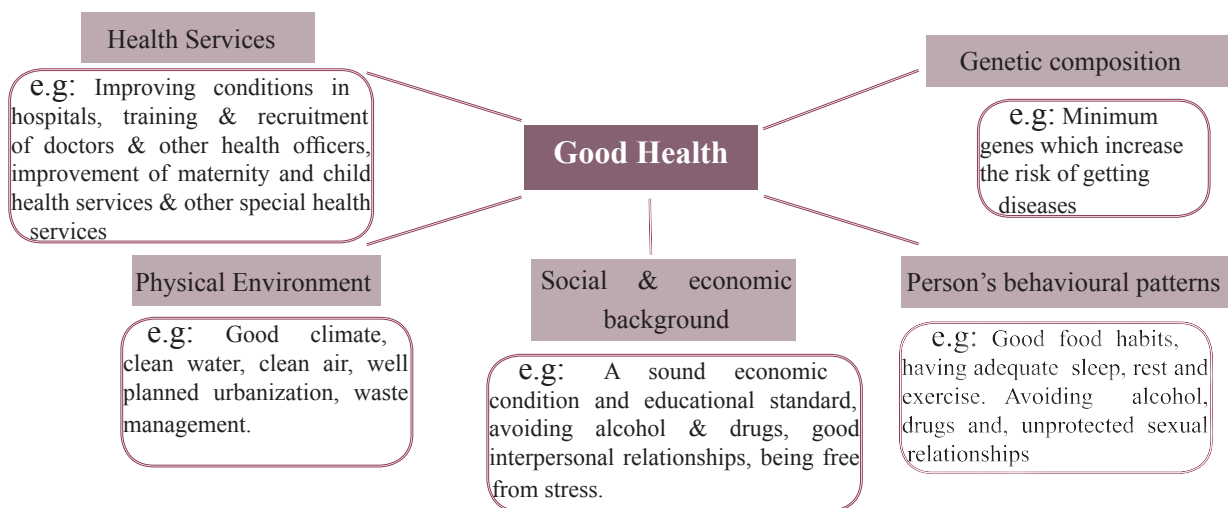 Health Services
e.g: Improving conditions in
hospitals, training & recruitment
of doctors & other health officers,
improvement of maternity and child
health services & other special health
services
Genetic composition
e.g: Minimum
genes which increase
the risk of getting
diseases
Good Health
Physical Environment
e.g: Good climate,
clean water, clean air, well
planned urbanization, waste
management.
Social & economic
background
e.g: A sound economic
condition and educational standard,
avoiding alcohol & drugs, good
interpersonal relationships, being free
from stress.
Person's behavioural patterns
e.g: Good food habits,
having adequate sleep, rest and
exercise. Avoiding alcohol,
drugs and, unprotected sexual
relationships